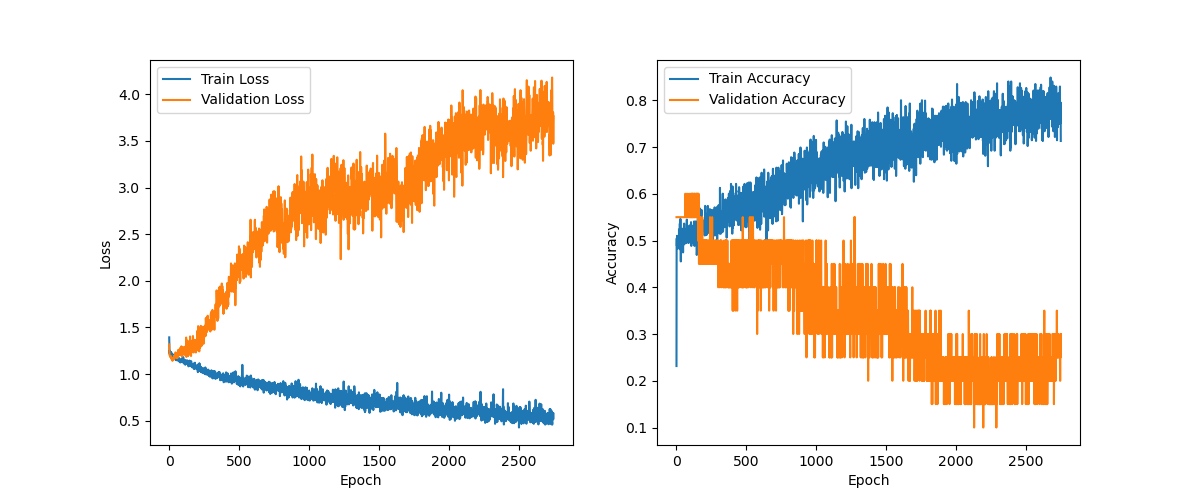 Train Loss
Validation Loss
4.0
3.5
3.0
2.5
2.0
1.5
1.0
0.5
Loss
0 500 1000 1500 2000 2500
Epoch
Train Accuracy
Validation Accuracy
0.8
0.7
0.6
0.5
0.4
0.3
0.2
0.1
Accuracy
0 500 1000 1500 2000 2500
Epoch